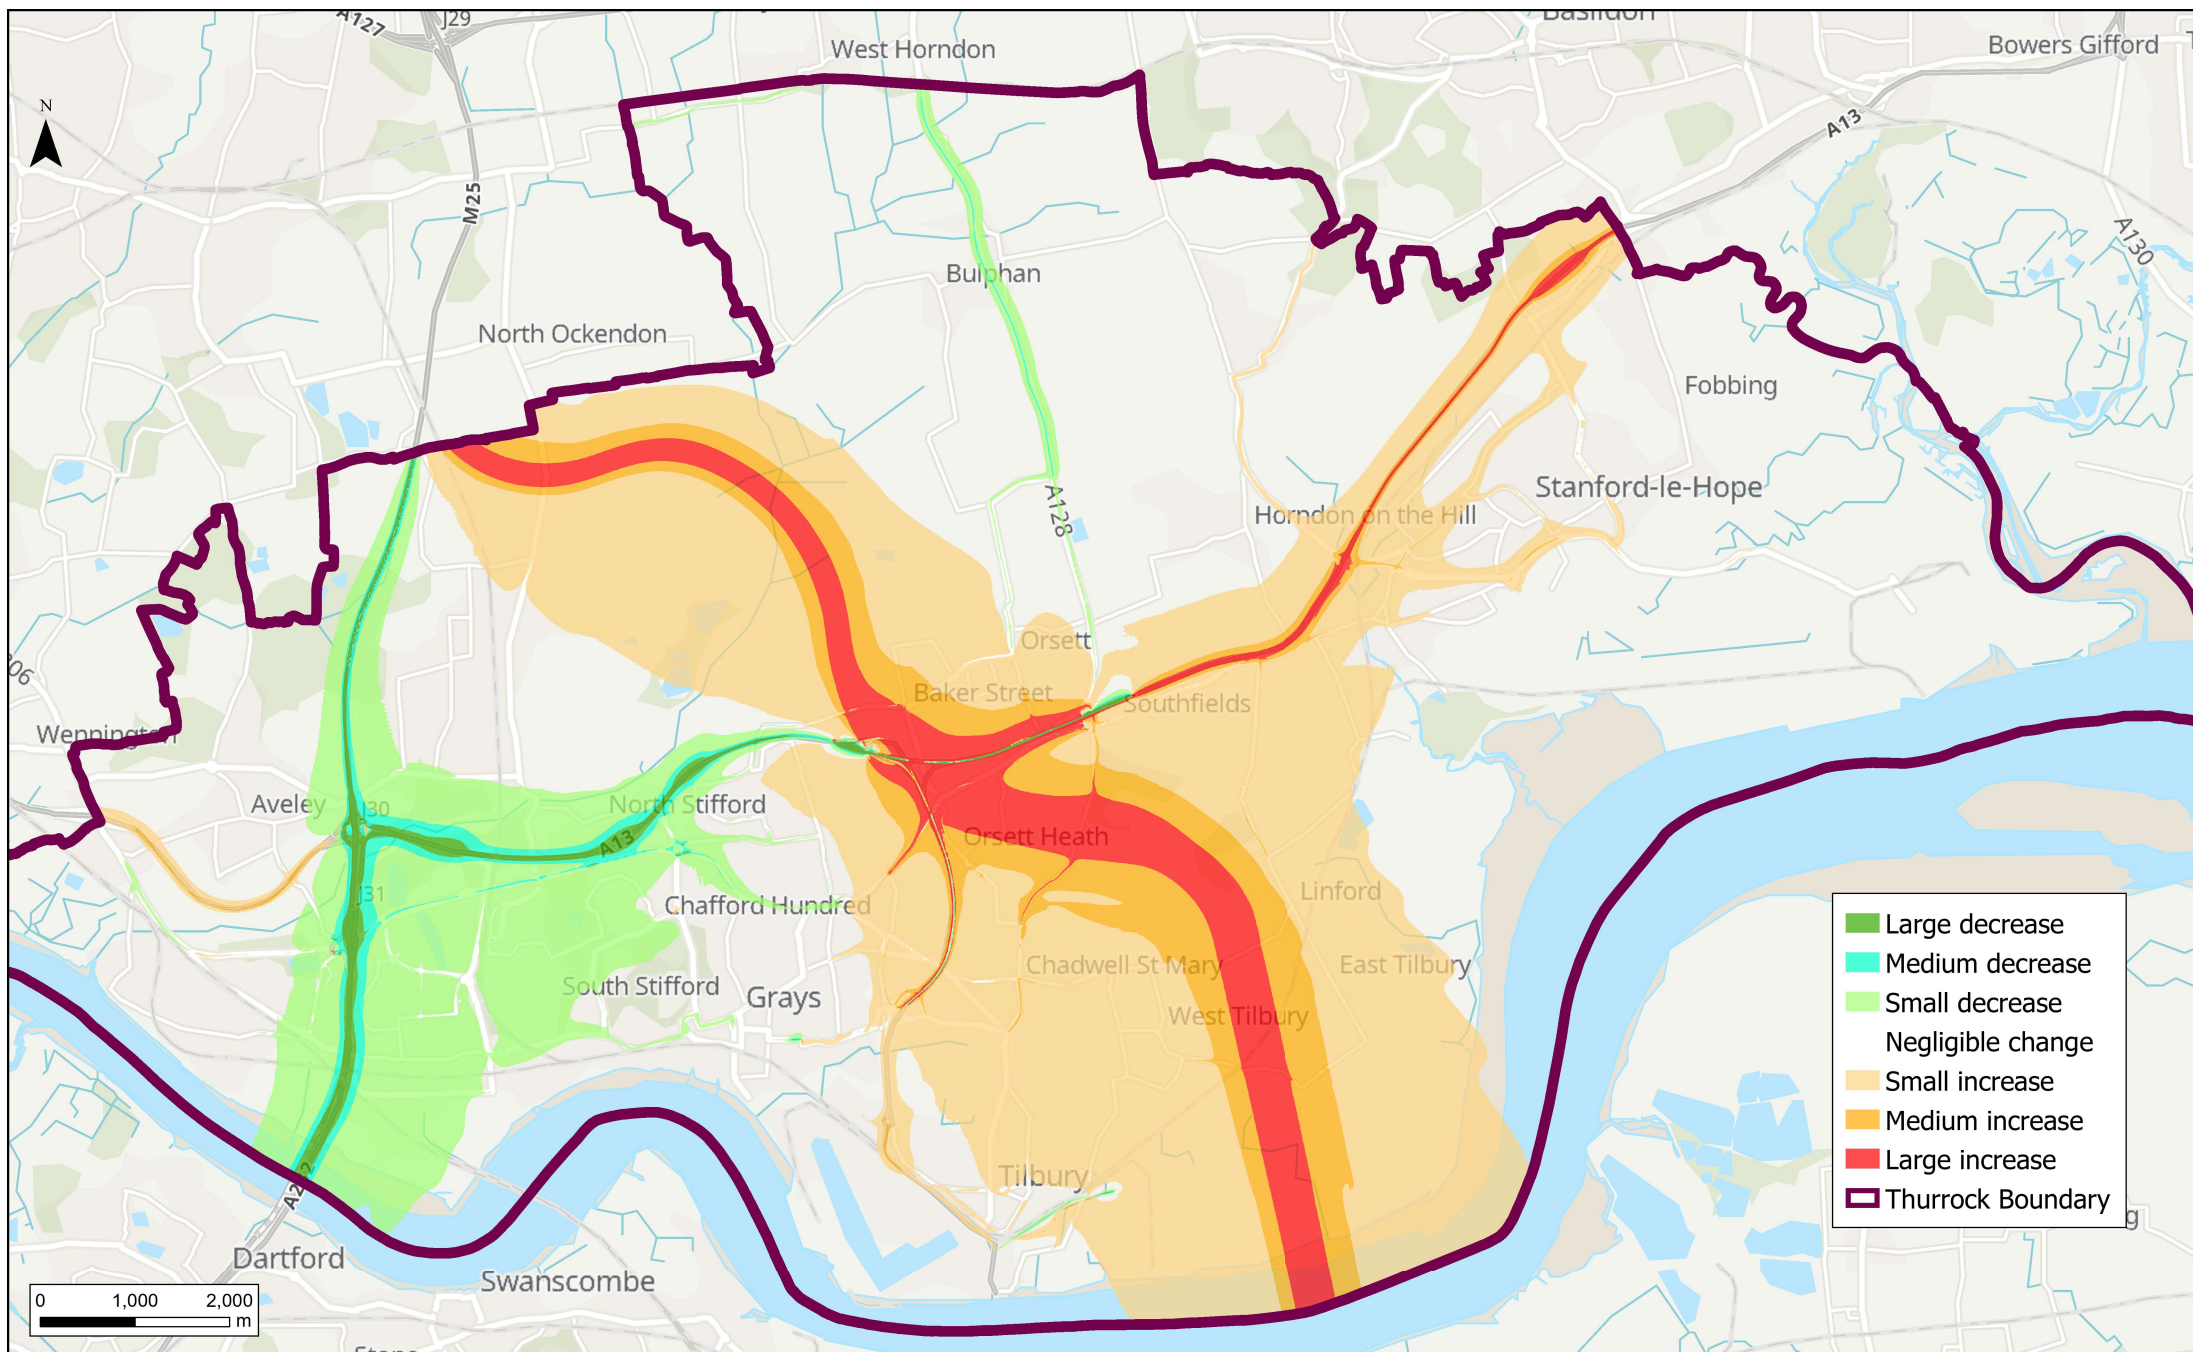 A127
J29
Basildon
West Horndon
Bowers Gifford
N
A13
M25
A130
Bulphan
North Ockendon
Fobbing
A128
Stanford-le-Hope
Horndon on the Hill
Orsett
Baker Street
Southfields
Wennington
Aveley
J30
North Stifford
A13
Orsett Heath
J31
Chafford Hundred
Linford
Chadwell St Mary
East Tilbury
South Stifford
Grays
West Tilbury
Tilbury
Dartford
Swanscombe
0 1,000 2,000
m
Large decrease
Medium decrease
Small decrease
Negligible change
Small increase
Medium increase
Large increase
Thurrock Boundary